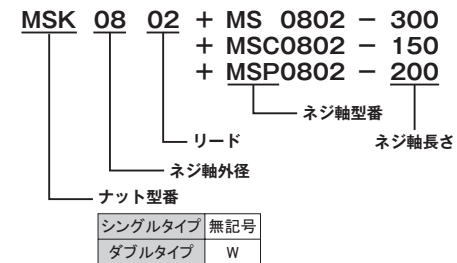 MSK 08 02 + MS 0802 − 300
+ MSC0802 − 150
+ MSP0802 − 200
ネジ軸型番
リード
ネジ軸長さ
ネジ軸外径
ナット型番
シングルタイプ 無記号
ダブルタイプ W